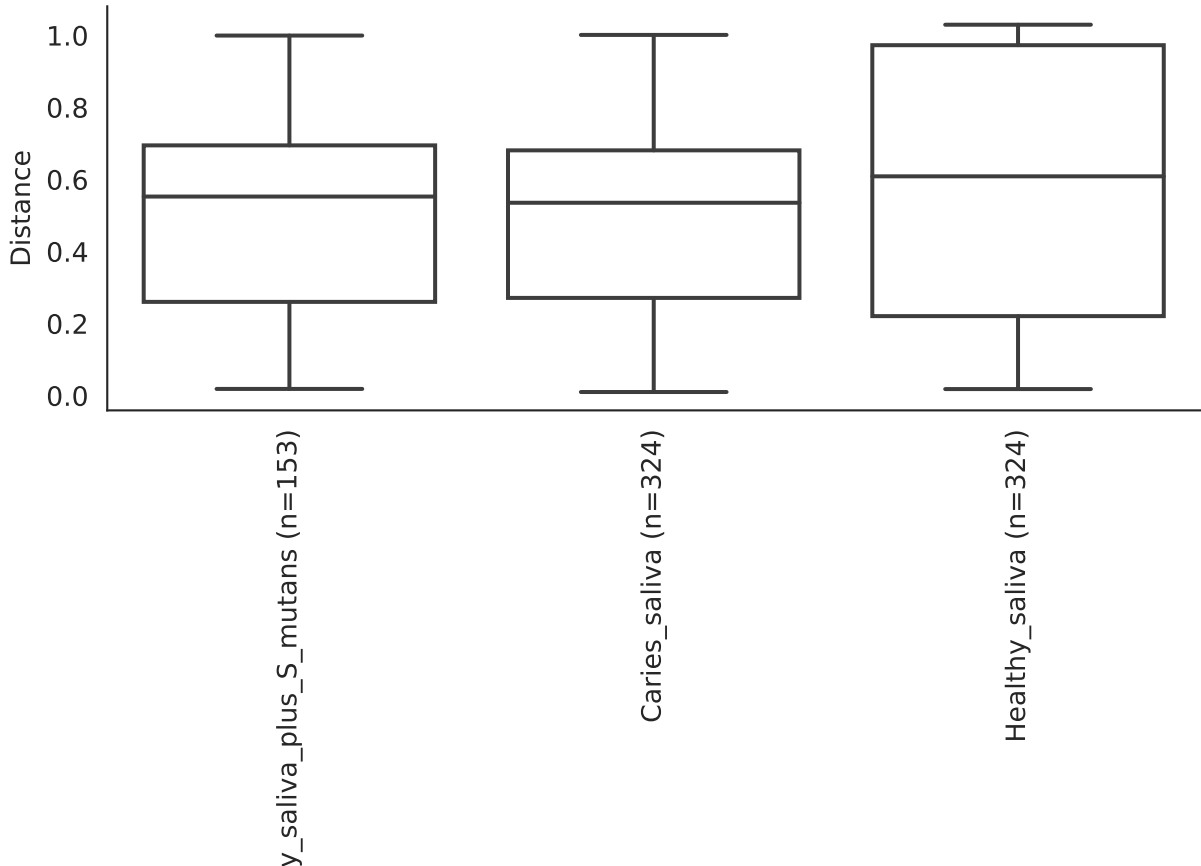 1.0
0.8
0.6
0.4
0.2
0.0
Distance
y_saliva_plus_S_mutans (n=153)
Caries_saliva (n=324)
Healthy_saliva (n=324)